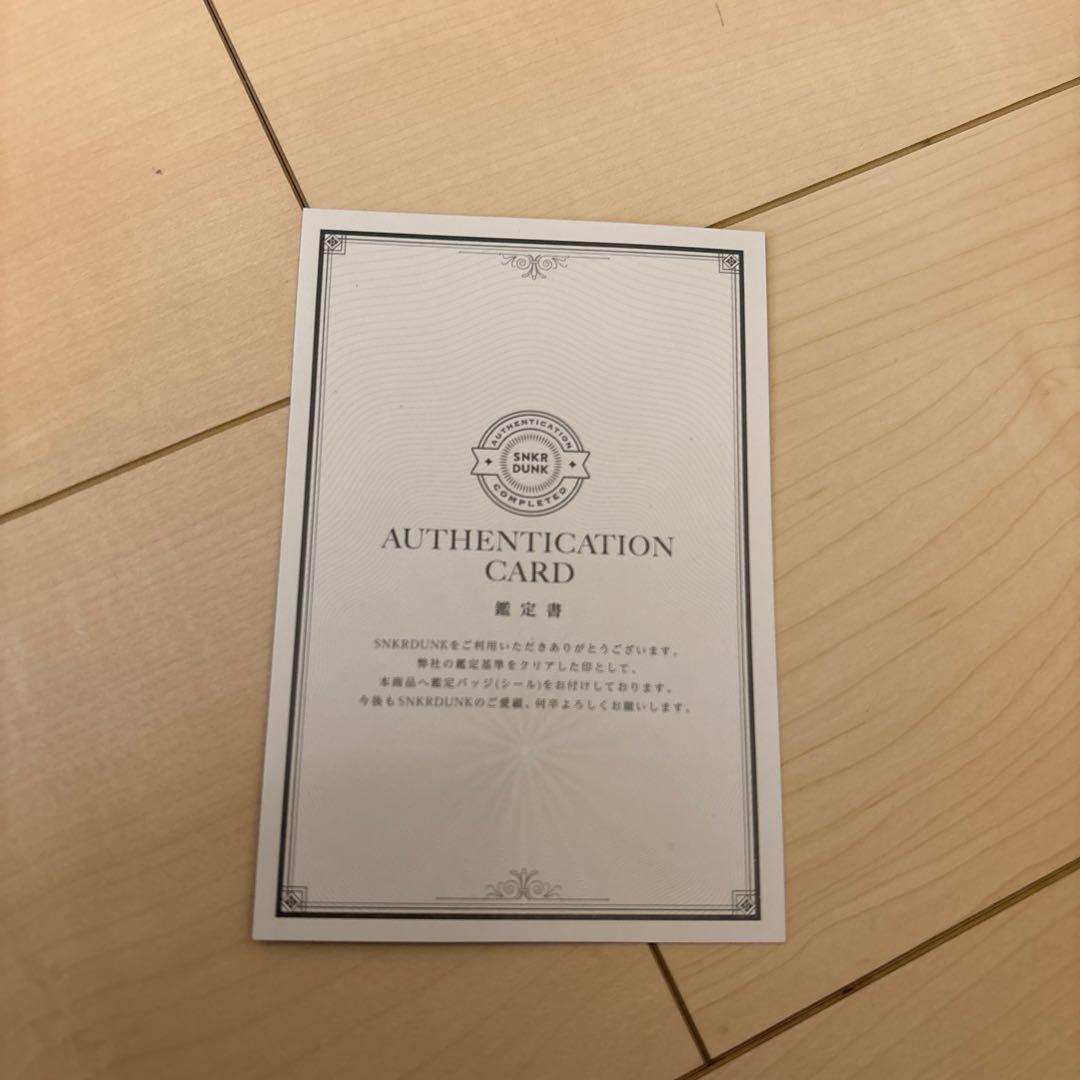 AUTHENTICATION
SNKR
DUNK
COMPLETED
AUTHENTICATION
CARD
鑑定書
SNKRDUNKをご利用いただきありがとうございます。
弊社の鑑定基準をクリアした印として、
本商品へ鑑定バッジ(シール)をお付けしております。
今後もSNKRDUNKのご愛顧、何卒よろしくお願いします。